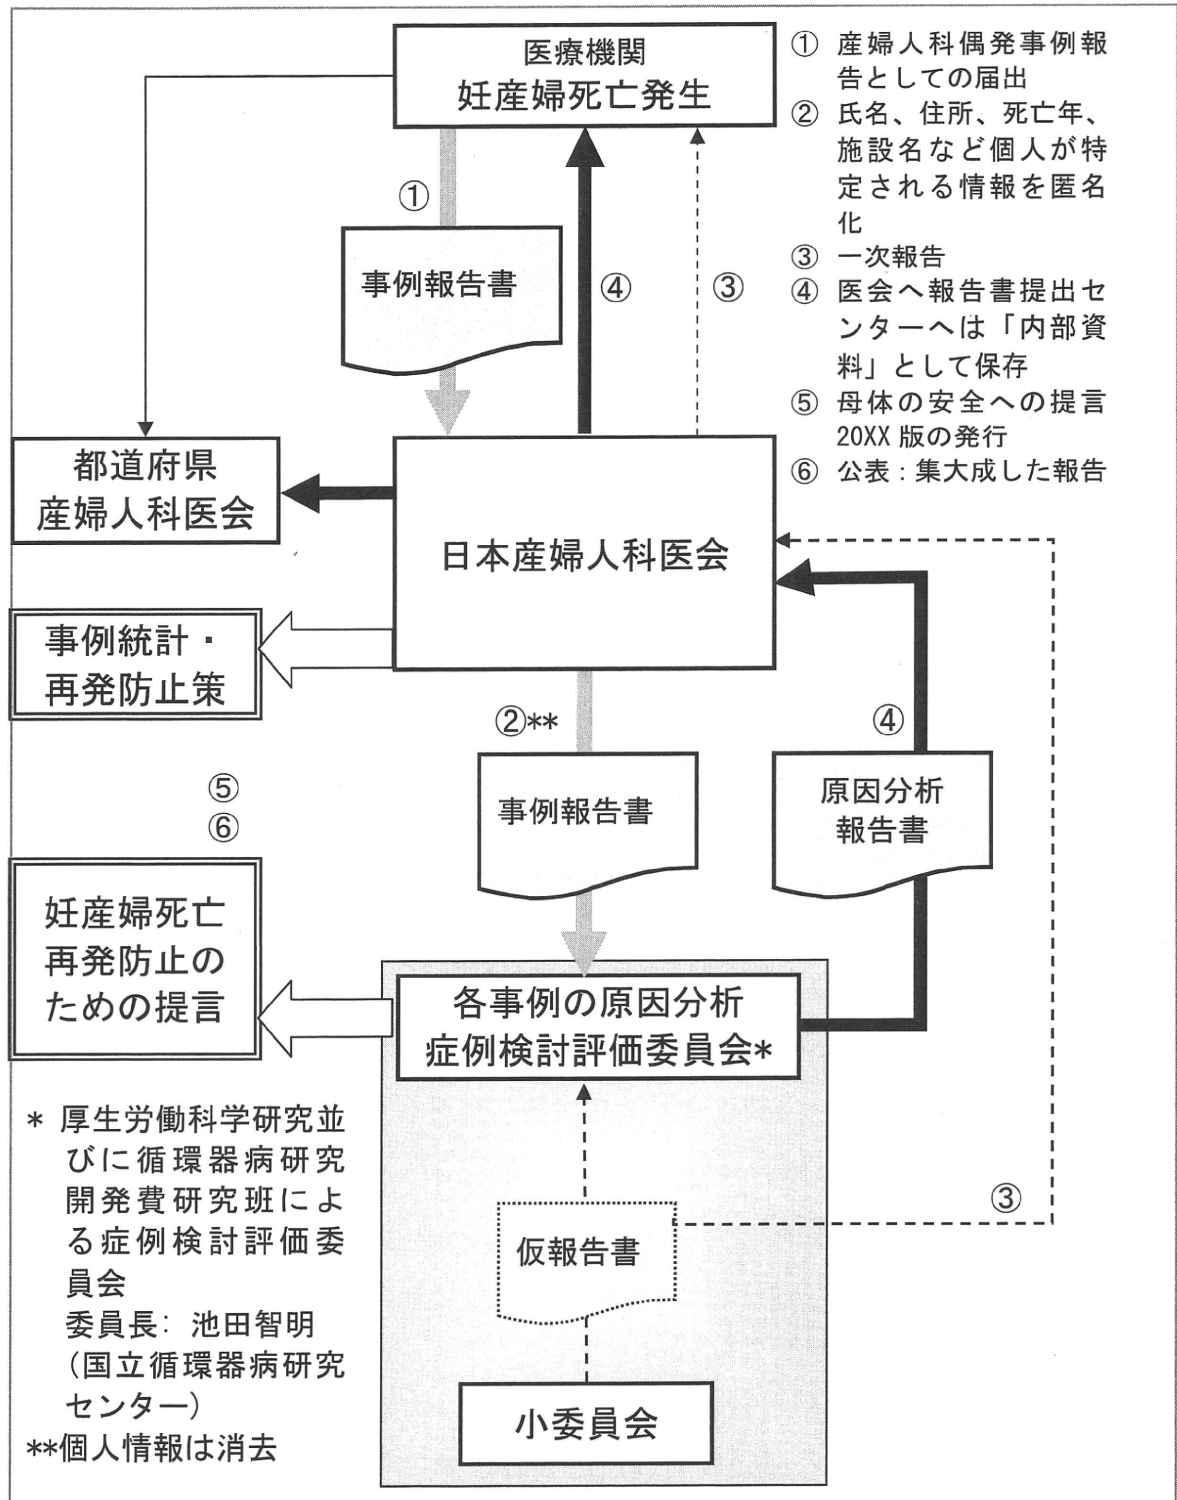 医療機関
妊産婦死亡発生
① 産婦人科偶発事例報
告としての届出
② 氏名、住所、死亡年、
施設名など個人が特
定される情報を匿名
化
③ 一次報告
④ 医会へ報告書提出セ
ンターへは「内部資
料」として保存
⑤ 母体の安全への提言
20XX 版の発行
⑥ 公表：集大成した報告
①
事例報告書
④
③
都道府県
産婦人科医会
日本産婦人科医会
事例統計・
再発防止策
②**
④
事例報告書
原因分析
報告書
⑤
⑥
妊産婦死亡
再発防止の
ための提言
各事例の原因分析
症例検討評価委員会*
③
仮報告書
小委員会
* 厚生労働科学研究並
びに循環器病研究
開発費研究班によ
る症例検討評価委
員会
委員長：池田智明
（国立循環器病研究
センター）
**個人情報は消去